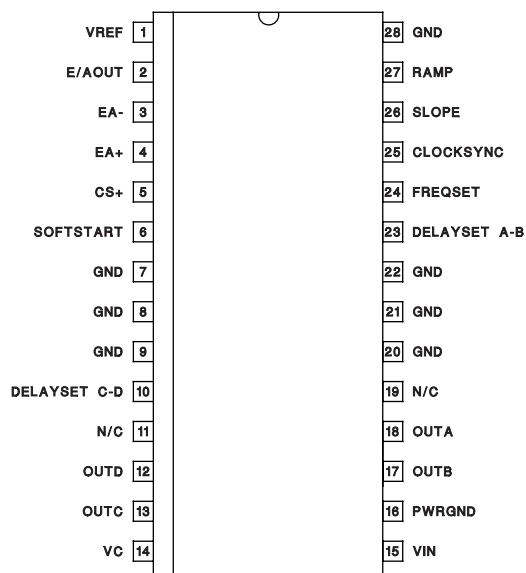 VREF 1 28 GND
E/AOUT 2 27 RAMP
EA- 3 26 SLOPE
EA+ 4 25 CLOCKSYNC
CS+ 5 24 FREQSET
SOFTSTART 6 23 DELAYSET A-B
GND 7 22 GND
GND 8 21 GND
GND 9 20 GND
DELAYSET C-D 10 19 N/C
N/C 11 18 OUTA
OUTD 12 17 OUTB
OUTC 13 16 PWRGND
VC 14 15 VIN